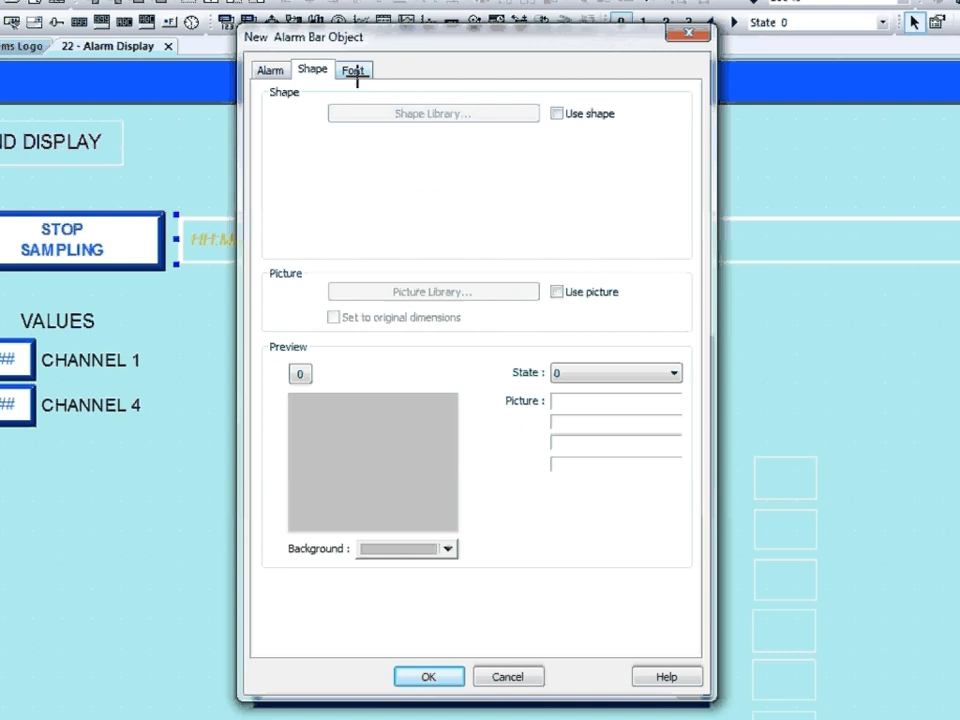 State 0
ms Logo
22 - Alarm Display
New Alarm Bar Object
Alarm
Shape
Font
Shape
Shape Library...
Use shape
ND DISPLAY
STOP
SAMPLING
HH:M
Picture
Picture Library...
Use picture
Set to original dimensions
VALUES
## CHANNEL 1
## CHANNEL 4
Preview
0
State : 0
Picture :
Background :
OK
Cancel
Help